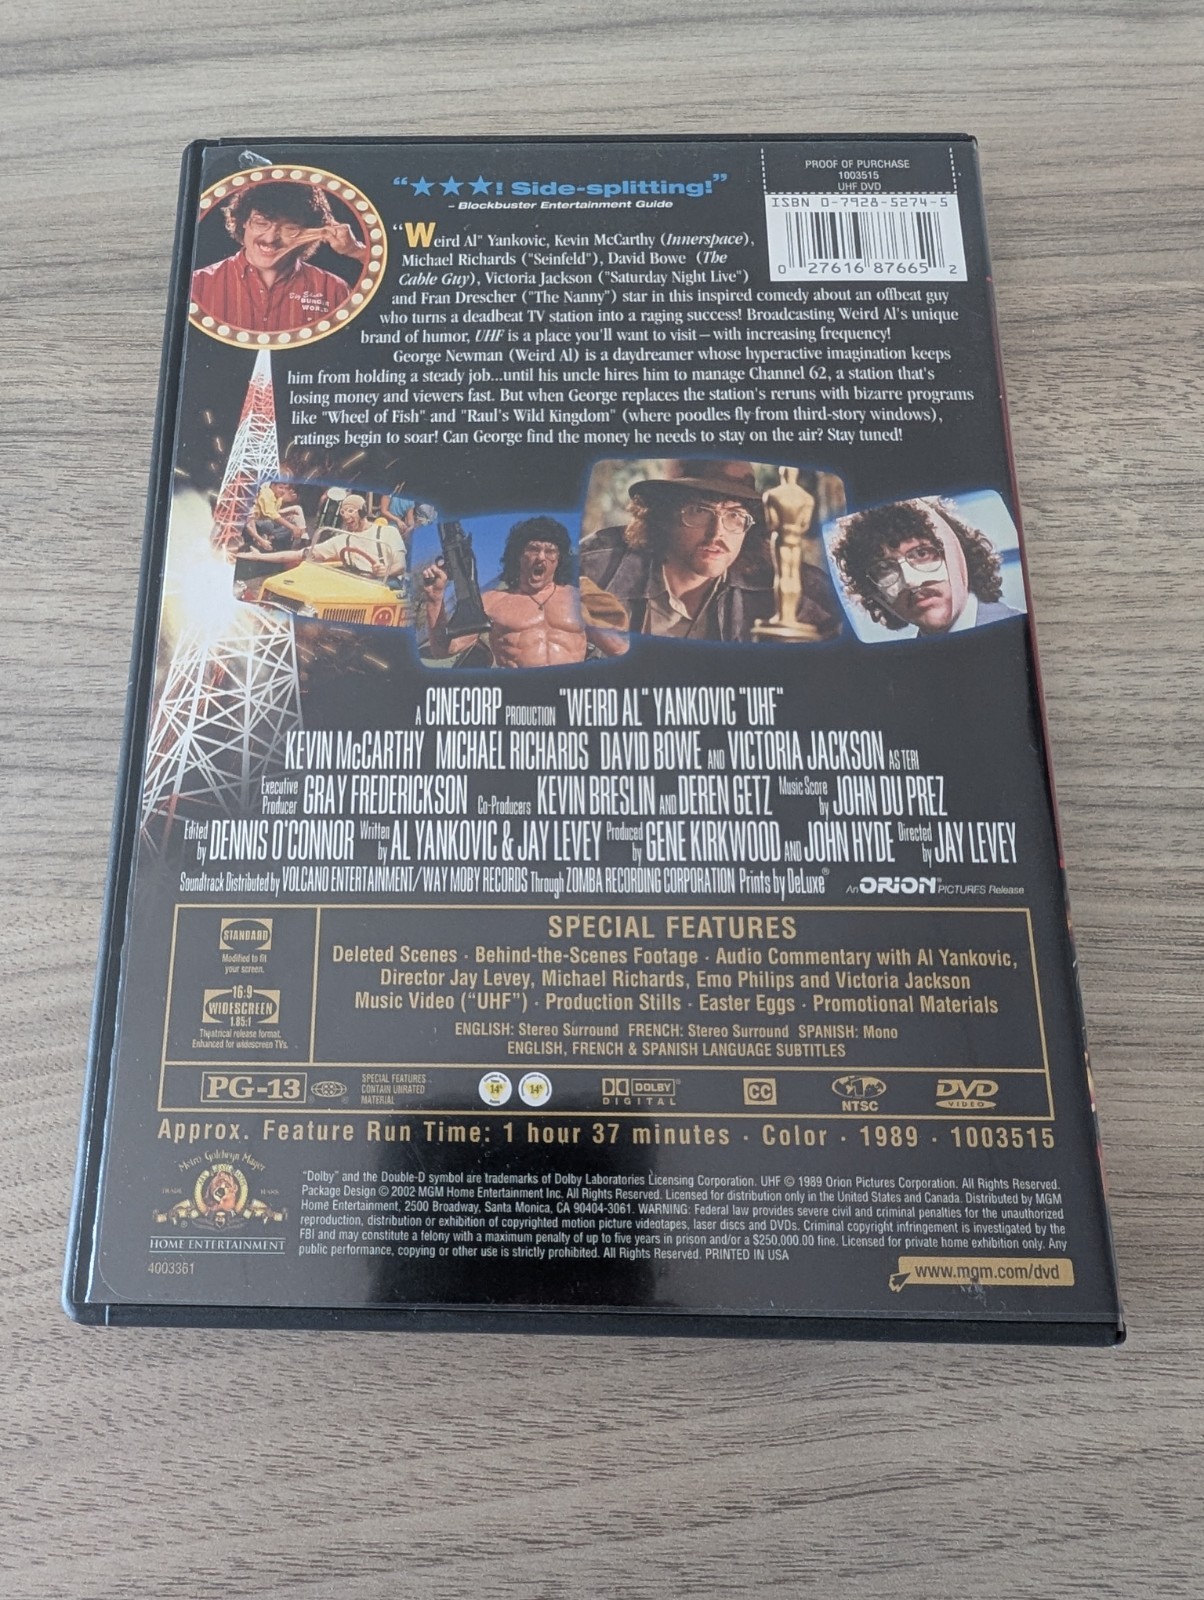 PROOF OF PURCHASE
1003515
UHF DVD
ISBN 0-7928-5274-5
0 27616 87665 2
"★★★! Side-splitting!"
– Blockbuster Entertainment Guide
Big Edna's
BURGER
WORLD
"Weird Al" Yankovic, Kevin McCarthy (Innerspace),
Michael Richards ("Seinfeld"), David Bowe (The
Cable Guy), Victoria Jackson ("Saturday Night Live")
and Fran Drescher ("The Nanny") star in this inspired comedy about an offbeat guy
who turns a deadbeat TV station into a raging success! Broadcasting Weird Al's unique
brand of humor, UHF is a place you'll want to visit—with increasing frequency!
George Newman (Weird Al) is a daydreamer whose hyperactive imagination keeps
him from holding a steady job...until his uncle hires him to manage Channel 62, a station that's
losing money and viewers fast. But when George replaces the station's reruns with bizarre programs
like "Wheel of Fish" and "Raul's Wild Kingdom" (where poodles fly from third-story windows),
ratings begin to soar! Can George find the money he needs to stay on the air? Stay tuned!
A CINECORP PRODUCTION "WEIRD AL" YANKOVIC "UHF"
KEVIN McCARTHY MICHAEL RICHARDS DAVID BOWE AND VICTORIA JACKSON AS TERI
Executive Producer GRAY FREDERICKSON Co-Producers KEVIN BRESLIN AND DEREN GETZ Music Score by JOHN DU PREZ
Edited by DENNIS O'CONNOR Written by AL YANKOVIC & JAY LEVEY Produced by GENE KIRKWOOD AND JOHN HYDE Directed by JAY LEVEY
Soundtrack Distributed by VOLCANO ENTERTAINMENT/WAY MOBY RECORDS Through ZOMBA RECORDING CORPORATION Prints by DeLuxe® An ORION® PICTURES Release
STANDARD
Modified to fit
your screen.
16:9
WIDESCREEN
1.85:1
Theatrical release format.
Enhanced for widescreen TVs.
SPECIAL FEATURES
Deleted Scenes · Behind-the-Scenes Footage · Audio Commentary with Al Yankovic,
Director Jay Levey, Michael Richards, Emo Philips and Victoria Jackson
Music Video ("UHF") · Production Stills · Easter Eggs · Promotional Materials
ENGLISH: Stereo Surround FRENCH: Stereo Surround SPANISH: Mono
ENGLISH, FRENCH & SPANISH LANGUAGE SUBTITLES
PG-13
SPECIAL FEATURES
CONTAIN UNRATED
MATERIAL
14
14
DOLBY
DIGITAL
CC
1
NTSC
DVD
VIDEO
Approx. Feature Run Time: 1 hour 37 minutes · Color · 1989 · 1003515
Metro Goldwyn Mayer
TRADE MARK
HOME ENTERTAINMENT
"Dolby" and the Double-D symbol are trademarks of Dolby Laboratories Licensing Corporation. UHF © 1989 Orion Pictures Corporation. All Rights Reserved.
Package Design © 2002 MGM Home Entertainment Inc. All Rights Reserved. Licensed for distribution only in the United States and Canada. Distributed by MGM
Home Entertainment, 2500 Broadway, Santa Monica, CA 90404-3061. WARNING: Federal law provides severe civil and criminal penalties for the unauthorized
reproduction, distribution or exhibition of copyrighted motion picture videotapes, laser discs and DVDs. Criminal copyright infringement is investigated by the
FBI and may constitute a felony with a maximum penalty of up to five years in prison and/or a $250,000.00 fine. Licensed for private home exhibition only. Any
public performance, copying or other use is strictly prohibited. All Rights Reserved. PRINTED IN USA
4003361
www.mgm.com/dvd